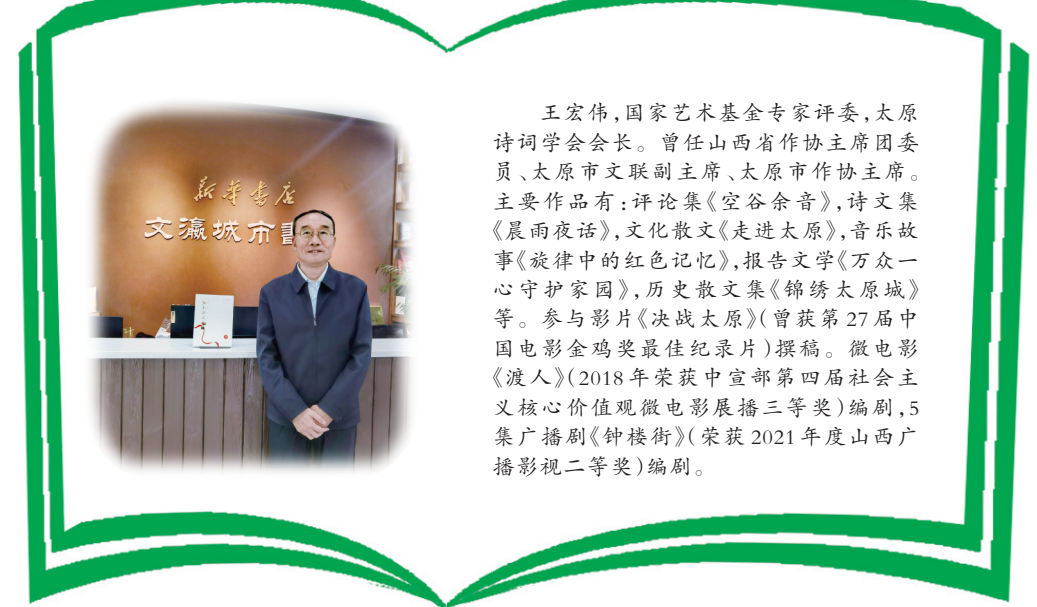 新华书店
文瀛城市書
王宏伟,国家艺术基金专家评委,太原
诗词学会会长。曾任山西省作协主席团委
员、太原市文联副主席、太原市作协主席。
主要作品有:评论集《空谷余音》,诗文集
《晨雨夜话》,文化散文《走进太原》,音乐故
事《旋律中的红色记忆》,报告文学《万众一
心守护家园》,历史散文集《锦绣太原城》
等。参与影片《决战太原》(曾获第27届中
国电影金鸡奖最佳纪录片)撰稿。微电影
《渡人》(2018年荣获中宣部第四届社会主
义核心价值观微电影展播三等奖)编剧,5
集广播剧《钟楼街》(荣获2021年度山西广
播影视二等奖)编剧。